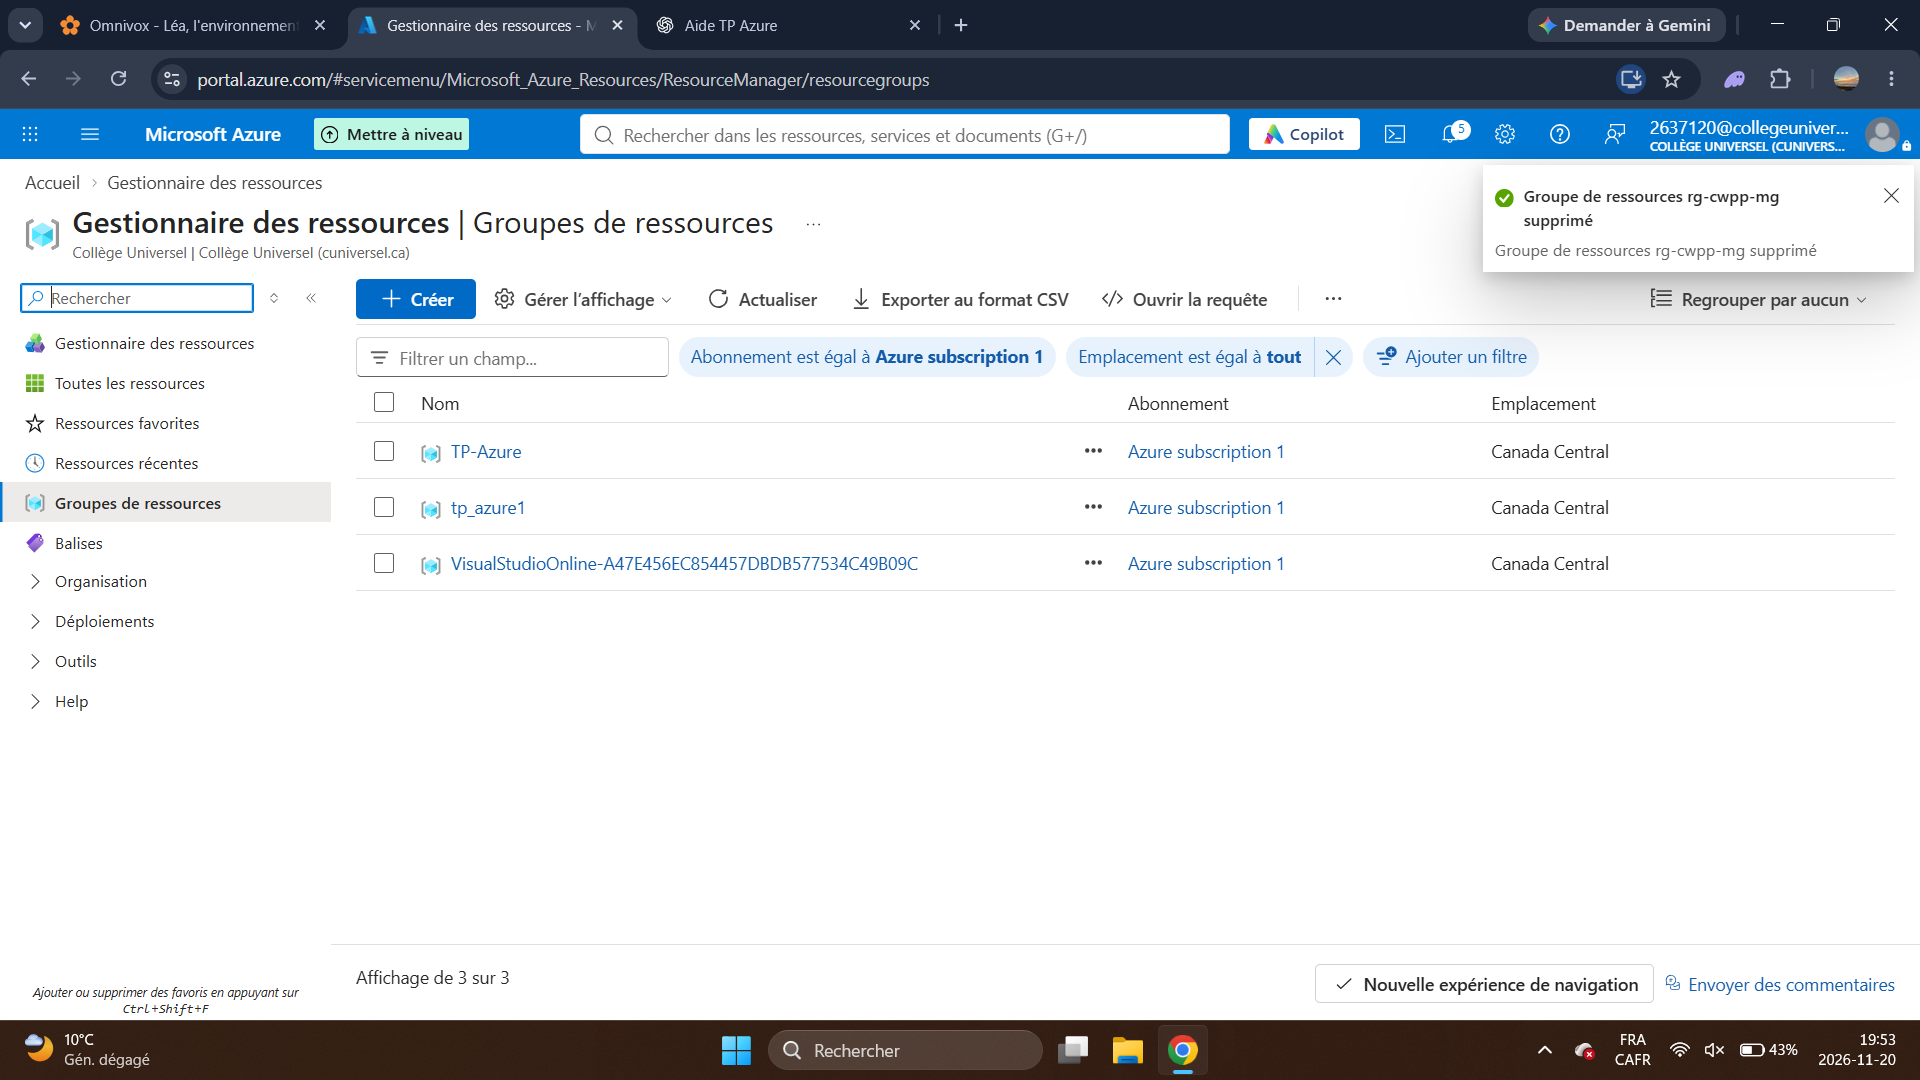 Omnivox - Léa, l'environnemen
Gestionnaire des ressources - M
Aide TP Azure
Demander à Gemini
portal.azure.com/#servicemenu/Microsoft_Azure_Resources/ResourceManager/resourcegroups
Microsoft Azure
Mettre à niveau
Rechercher dans les ressources, services et documents (G+/)
Copilot
5
2637120@collegeuniver...
COLLÈGE UNIVERSEL (CUNIVERS...
Accueil
Gestionnaire des ressources
Gestionnaire des ressources | Groupes de ressources
...
Collège Universel | Collège Universel (cuniversel.ca)
Groupe de ressources rg-cwpp-mg
supprimé
Groupe de ressources rg-cwpp-mg supprimé
Rechercher
Créer
Gérer l'affichage
Actualiser
Exporter au format CSV
Ouvrir la requête
Regrouper par aucun
Gestionnaire des ressources
Toutes les ressources
Ressources favorites
Ressources récentes
Groupes de ressources
Balises
Organisation
Déploiements
Outils
Help
Filtrer un champ...
Abonnement est égal à Azure subscription 1
Emplacement est égal à tout
Ajouter un filtre
Nom
Abonnement
Emplacement
TP-Azure
Azure subscription 1
Canada Central
tp_azure1
Azure subscription 1
Canada Central
VisualStudioOnline-A47E456EC854457DBDB577534C49B09C
Azure subscription 1
Canada Central
Ajouter ou supprimer des favoris en appuyant sur
Ctrl+Shift+F
Affichage de 3 sur 3
Nouvelle expérience de navigation
Envoyer des commentaires
10°C
Gén. dégagé
Rechercher
FRA
CAFR
43%
19:53
2026-11-20